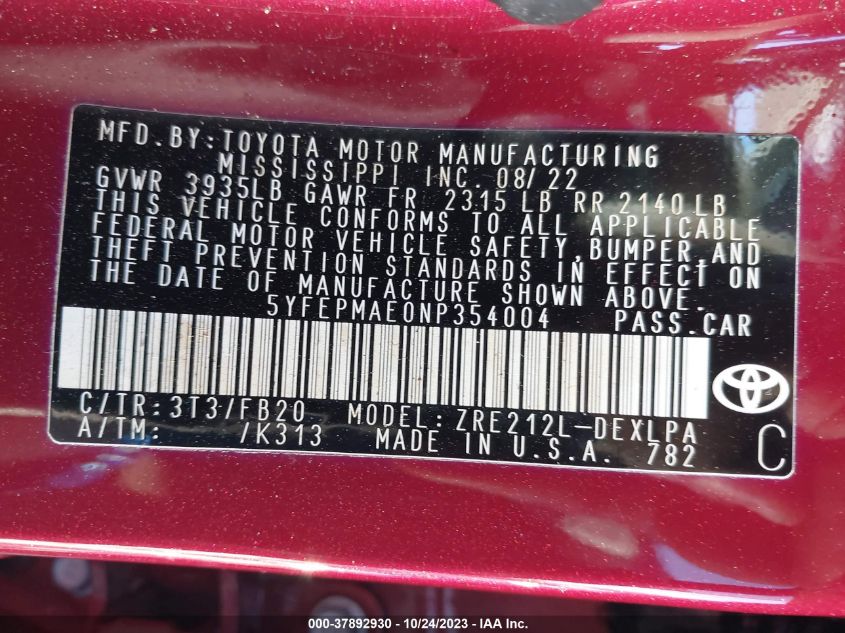 MFD.BY:TOYOTA MOTOR MANUFACTURING
MISSISSIPPI INC. 08/22
GVWR 3935LB GAWR FR 2315 LB RR 2140 LB
THIS VEHICLE CONFORMS TO ALL APPLICABLE
FEDERAL MOTOR VEHICLE SAFETY,BUMPER,AND
THEFT PREVENTION STANDARDS IN EFFECT ON
THE DATE OF MANUFACTURE SHOWN ABOVE.
5YFEPMAE0NP354004 PASS.CAR
C/TR:3T3/FB20 MODEL:ZRE212L-DEXLPA
A/TM: /K313 MADE IN U.S.A. 782
C
000-37892930 - 10/24/2023 - IAA Inc.